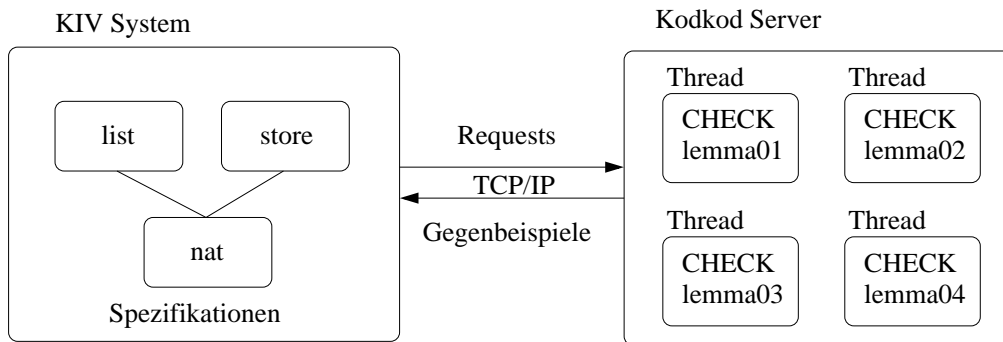 KIV System
list
store
nat
Spezifikationen
Requests
TCP/IP
Gegenbeispiele
Kodkod Server
Thread
CHECK
lemma01
Thread
CHECK
lemma02
Thread
CHECK
lemma03
Thread
CHECK
lemma04